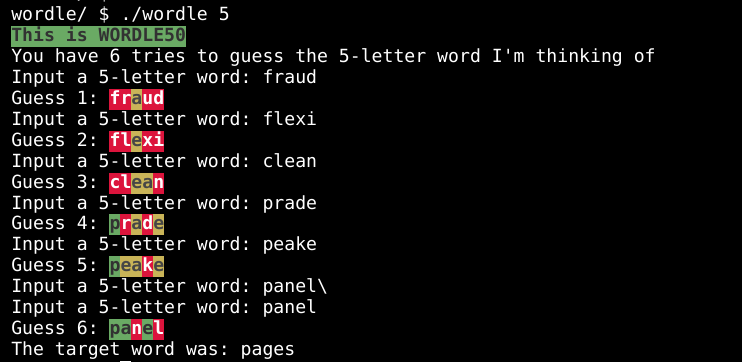 wordle/ $ ./wordle 5
This is WORDLE50
You have 6 tries to guess the 5-letter word I'm thinking of
Input a 5-letter word: fraud
Guess 1: fraud
Input a 5-letter word: flexi
Guess 2: flexi
Input a 5-letter word: clean
Guess 3: clean
Input a 5-letter word: prade
Guess 4: prade
Input a 5-letter word: peake
Guess 5: peake
Input a 5-letter word: panel\
Input a 5-letter word: panel
Guess 6: panel
The target word was: pages